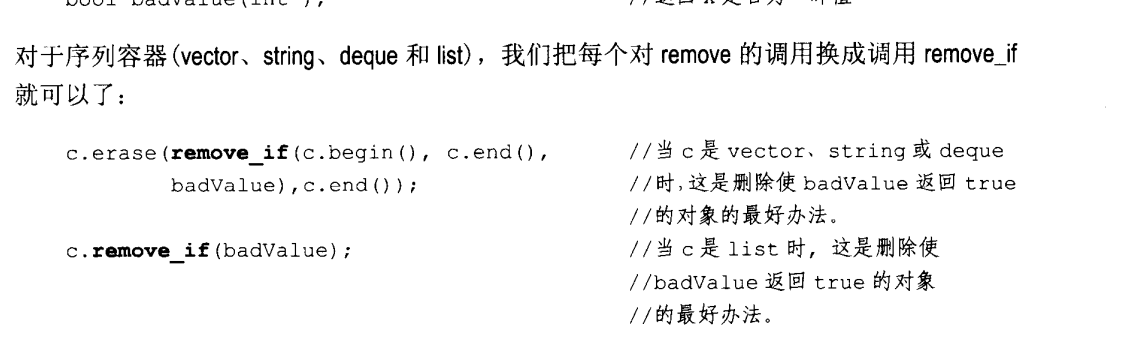 对于序列容器(vector、string、deque 和 list)，我们把每个对 remove 的调用换成调用 remove_if
就可以了：
c.erase(remove_if(c.begin(), c.end(), //当 c 是 vector、string 或 deque
badValue),c.end()); //时,这是删除使 badValue 返回 true
//的对象的最好办法。
c.remove_if(badValue); //当 c 是 list 时，这是删除使
//badValue 返回 true 的对象
//的最好办法。